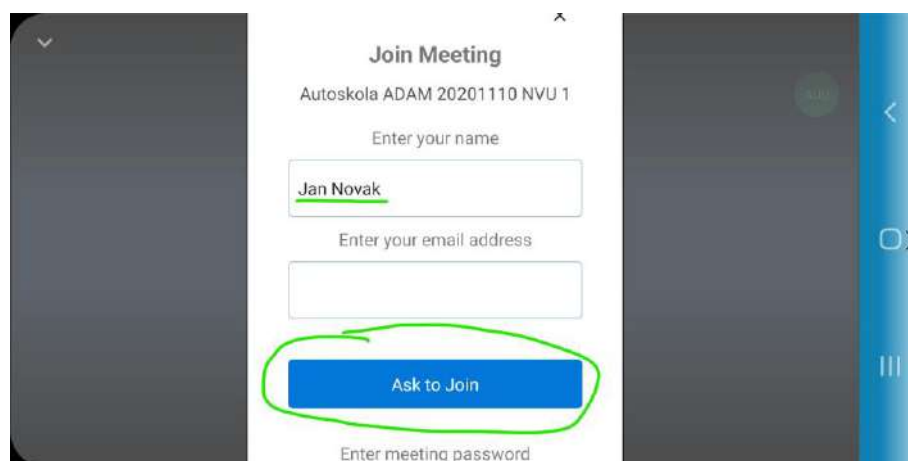 Join Meeting
Autoskola ADAM 20201110 NVU 1
Enter your name
Jan Novak
Enter your email address
Ask to Join
Enter meeting password